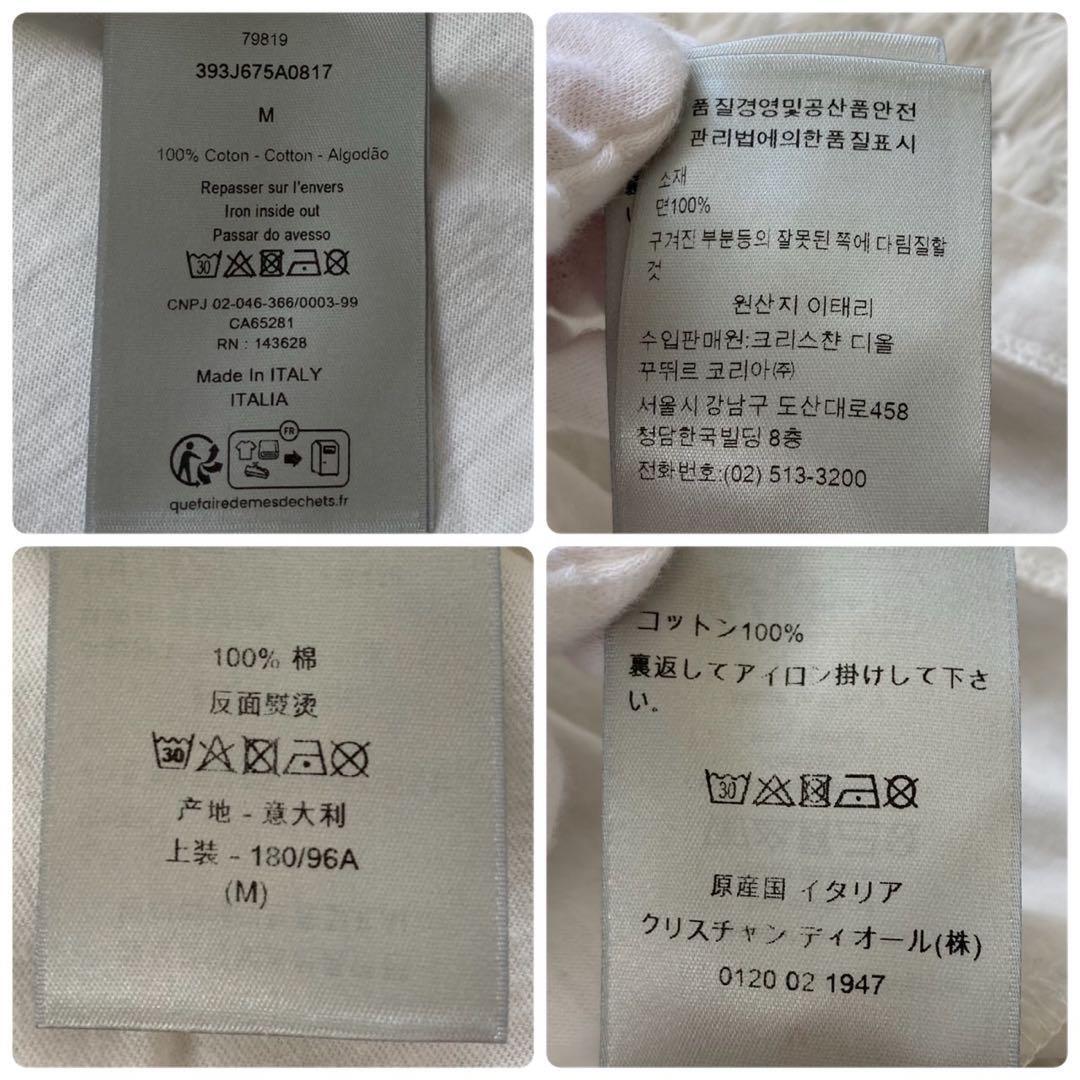 79819
393J675A0817
M
100% Coton - Cotton - Algodão
Repasser sur l'envers
Iron inside out
Passar do avesso
30
CNPJ 02-046-366/0003-99
CA65281
RN : 143628
Made In ITALY
ITALIA
FR
quefairedemesdechets.fr
품질경영및공산품안전
관리법에의한품질표시
소재
면100%
구겨진 부분등의 잘못된 쪽에 다림질할
것
원산지 이태리
수입판매원:크리스챤 디올
꾸뛰르 코리아㈜
서울시 강남구 도산대로458
청담한국빌딩 8층
전화번호:(02) 513-3200
100% 棉
反面熨烫
30
产地 - 意大利
上装 - 180/96A
(M)
コットン100%
裏返してアイロン掛けして下さ
い。
30
原産国 イタリア
クリスチャン ディオール(株)
0120 02 1947